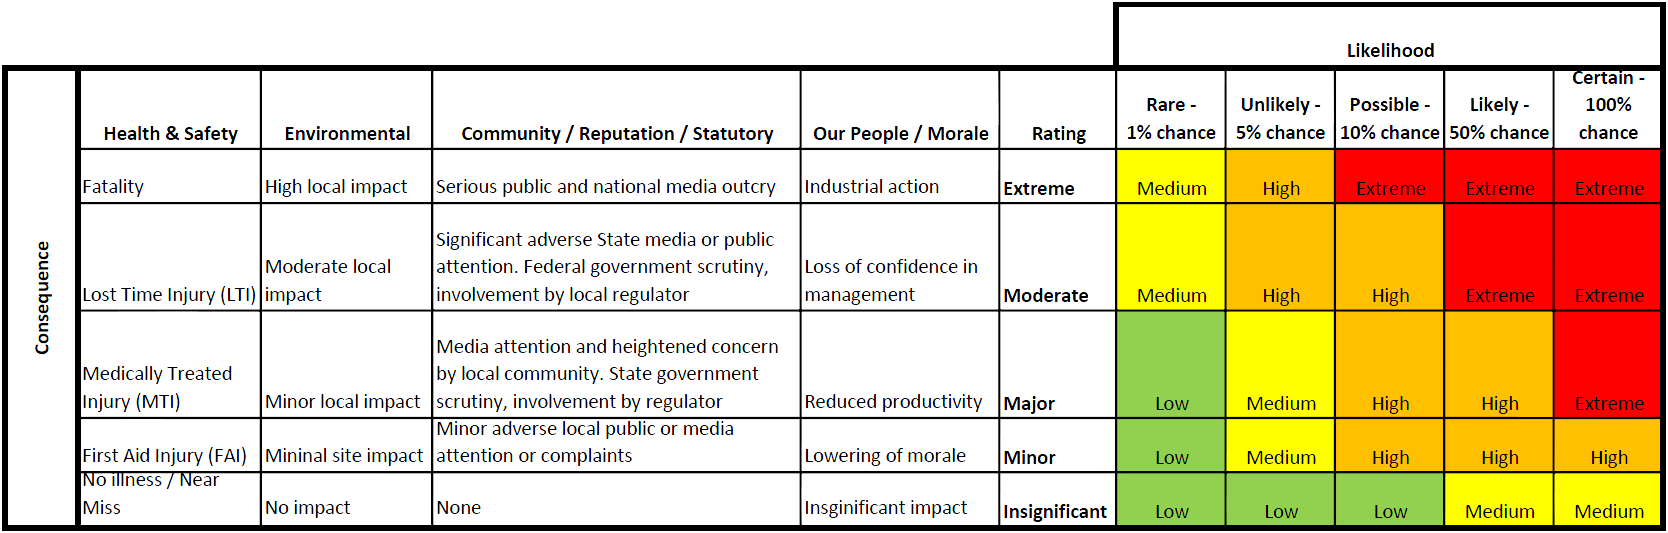 Likelihood
Consequence
Health & Safety
Environmental
Community / Reputation / Statutory
Our People / Morale
Rating
Rare -
1% chance
Unlikely -
5% chance
Possible -
10% chance
Likely -
50% chance
Certain -
100%
chance
Fatality
High local impact
Serious public and national media outcry
Industrial action
Extreme
Medium
High
Extreme
Extreme
Extreme
Lost Time Injury (LTI)
Moderate local
impact
Significant adverse State media or public
attention. Federal government scrutiny,
involvement by local regulator
Loss of confidence in
management
Moderate
Medium
High
High
Extreme
Extreme
Medically Treated
Injury (MTI)
Minor local impact
Media attention and heightened concern
by local community. State government
scrutiny, involvement by regulator
Reduced productivity
Major
Low
Medium
High
High
Extreme
First Aid Injury (FAI)
Mininal site impact
Minor adverse local public or media
attention or complaints
Lowering of morale
Minor
Low
Medium
High
High
High
No illness / Near
Miss
No impact
None
Insginificant impact
Insignificant
Low
Low
Low
Medium
Medium